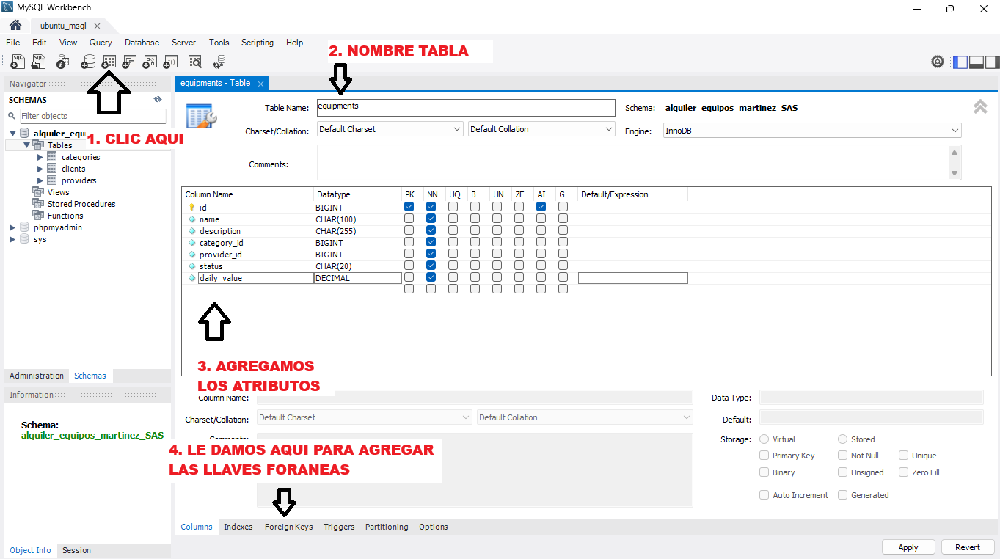 MySQL Workbench
ubuntu_msql
File Edit View Query Database Server Tools Scripting Help
2. NOMBRE TABLA
Navigator
equipments - Table
SCHEMAS
Filter objects
Table Name: equipments
Schema: alquiler_equipos_martinez_SAS
Charset/Collation: Default Charset Default Collation
Engine: InnoDB
Comments:
alquiler_equ
1. CLIC AQUI
Tables
categories
clients
providers
Views
Stored Procedures
Functions
phpmyadmin
sys
Column Name Datatype PK NN UQ B UN ZF AI G Default/Expression
id BIGINT
name CHAR(100)
description CHAR(255)
category_id BIGINT
provider_id BIGINT
status CHAR(20)
daily_value DECIMAL
3. AGREGAMOS
LOS ATRIBUTOS
Administration Schemas
Information
Schema:
alquiler_equipos_martinez_SAS
Column Name:
Data Type:
Charset/Collation: Default Charset Default Collation
Default:
Comments:
Storage: Virtual Stored
Primary Key Not Null Unique
Binary Unsigned Zero Fill
Auto Increment Generated
4. LE DAMOS AQUI PARA AGREGAR
LAS LLAVES FORANEAS
Columns Indexes Foreign Keys Triggers Partitioning Options
Object Info Session
Apply Revert